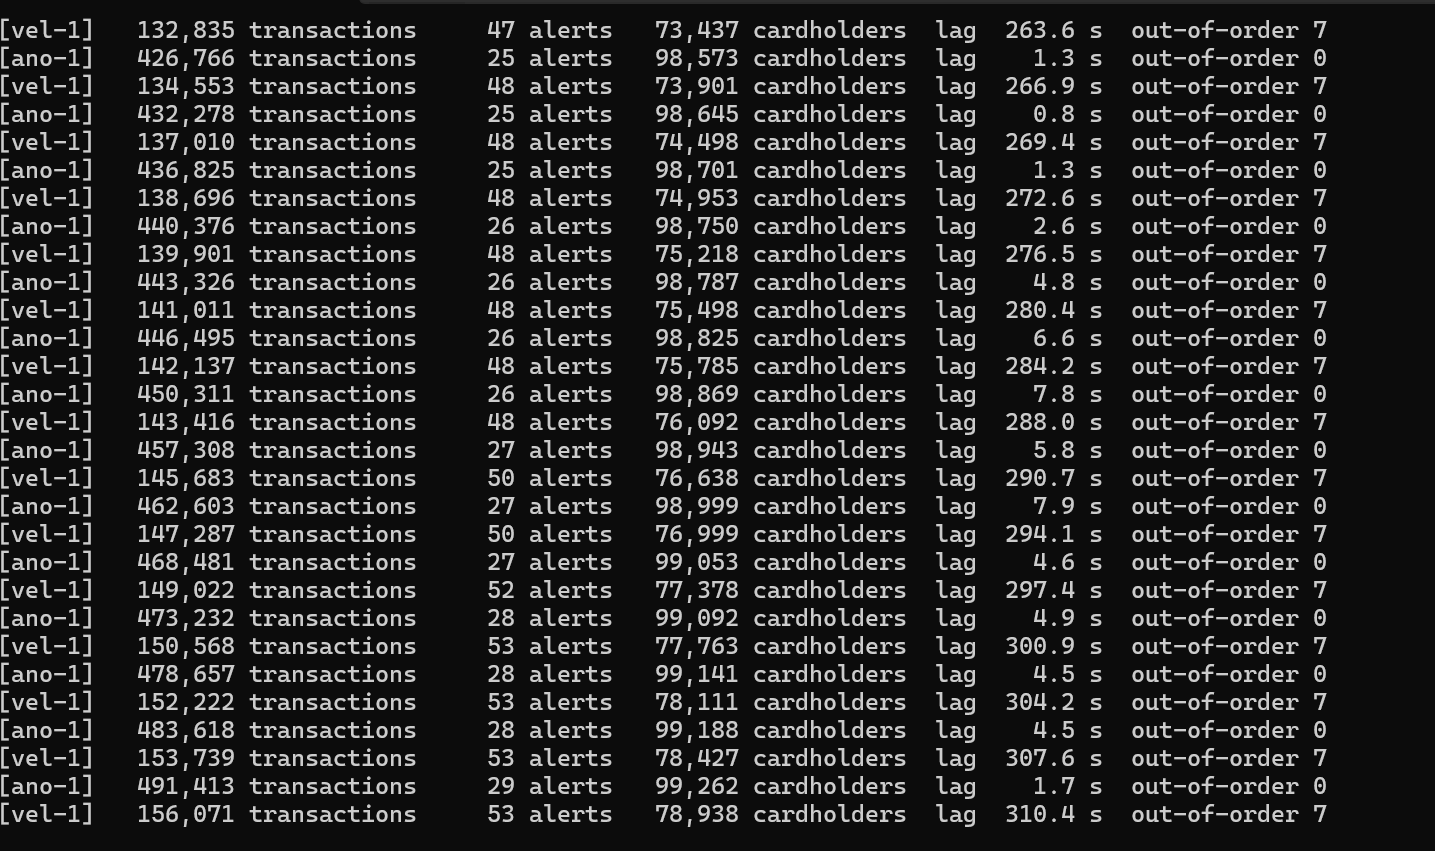 [vel-1]   132,835 transactions     47 alerts   73,437 cardholders  lag  263.6 s  out-of-order 7
[ano-1]   426,766 transactions     25 alerts   98,573 cardholders  lag    1.3 s  out-of-order 0
[vel-1]   134,553 transactions     48 alerts   73,901 cardholders  lag  266.9 s  out-of-order 7
[ano-1]   432,278 transactions     25 alerts   98,645 cardholders  lag    0.8 s  out-of-order 0
[vel-1]   137,010 transactions     48 alerts   74,498 cardholders  lag  269.4 s  out-of-order 7
[ano-1]   436,825 transactions     25 alerts   98,701 cardholders  lag    1.3 s  out-of-order 0
[vel-1]   138,696 transactions     48 alerts   74,953 cardholders  lag  272.6 s  out-of-order 7
[ano-1]   440,376 transactions     26 alerts   98,750 cardholders  lag    2.6 s  out-of-order 0
[vel-1]   139,901 transactions     48 alerts   75,218 cardholders  lag  276.5 s  out-of-order 7
[ano-1]   443,326 transactions     26 alerts   98,787 cardholders  lag    4.8 s  out-of-order 0
[vel-1]   141,011 transactions     48 alerts   75,498 cardholders  lag  280.4 s  out-of-order 7
[ano-1]   446,495 transactions     26 alerts   98,825 cardholders  lag    6.6 s  out-of-order 0
[vel-1]   142,137 transactions     48 alerts   75,785 cardholders  lag  284.2 s  out-of-order 7
[ano-1]   450,311 transactions     26 alerts   98,869 cardholders  lag    7.8 s  out-of-order 0
[vel-1]   143,416 transactions     48 alerts   76,092 cardholders  lag  288.0 s  out-of-order 7
[ano-1]   457,308 transactions     27 alerts   98,943 cardholders  lag    5.8 s  out-of-order 0
[vel-1]   145,683 transactions     50 alerts   76,638 cardholders  lag  290.7 s  out-of-order 7
[ano-1]   462,603 transactions     27 alerts   98,999 cardholders  lag    7.9 s  out-of-order 0
[vel-1]   147,287 transactions     50 alerts   76,999 cardholders  lag  294.1 s  out-of-order 7
[ano-1]   468,481 transactions     27 alerts   99,053 cardholders  lag    4.6 s  out-of-order 0
[vel-1]   149,022 transactions     52 alerts   77,378 cardholders  lag  297.4 s  out-of-order 7
[ano-1]   473,232 transactions     28 alerts   99,092 cardholders  lag    4.9 s  out-of-order 0
[vel-1]   150,568 transactions     53 alerts   77,763 cardholders  lag  300.9 s  out-of-order 7
[ano-1]   478,657 transactions     28 alerts   99,141 cardholders  lag    4.5 s  out-of-order 0
[vel-1]   152,222 transactions     53 alerts   78,111 cardholders  lag  304.2 s  out-of-order 7
[ano-1]   483,618 transactions     28 alerts   99,188 cardholders  lag    4.5 s  out-of-order 0
[vel-1]   153,739 transactions     53 alerts   78,427 cardholders  lag  307.6 s  out-of-order 7
[ano-1]   491,413 transactions     29 alerts   99,262 cardholders  lag    1.7 s  out-of-order 0
[vel-1]   156,071 transactions     53 alerts   78,938 cardholders  lag  310.4 s  out-of-order 7